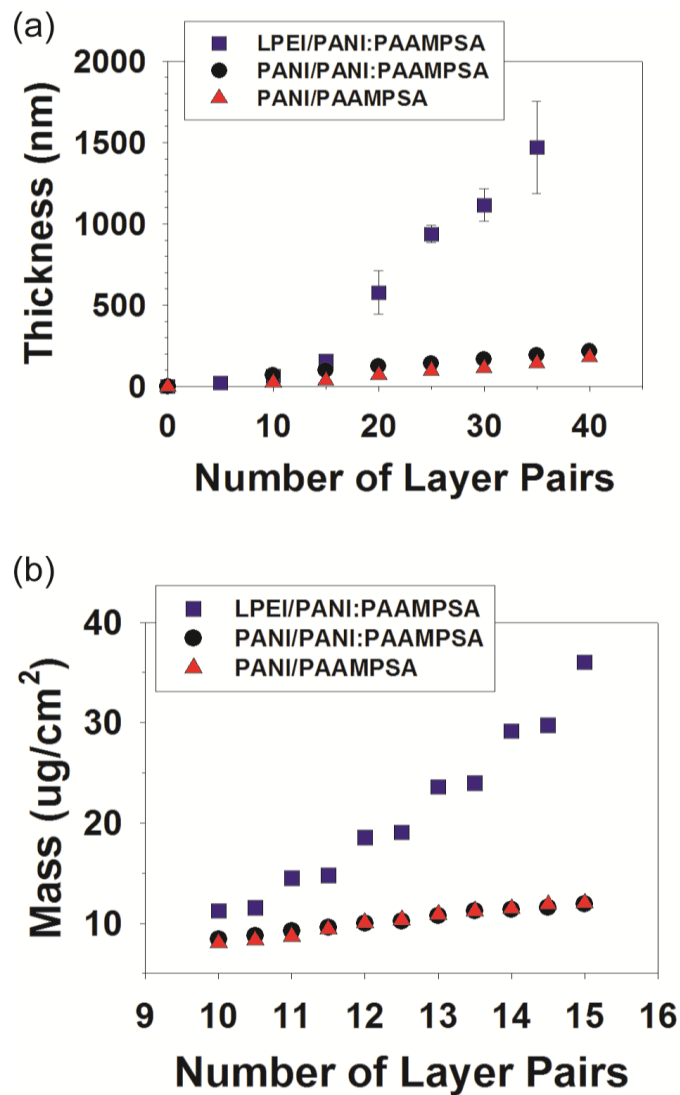 (a)
LPEI/PANI:PAAMPSA
PANI/PANI:PAAMPSA
PANI/PAAMPSA
2000
1500
1000
500
0
Thickness (nm)
0 10 20 30 40
Number of Layer Pairs
(b)
LPEI/PANI:PAAMPSA
PANI/PANI:PAAMPSA
PANI/PAAMPSA
40
30
20
10
Mass (ug/cm²)
9 10 11 12 13 14 15 16
Number of Layer Pairs